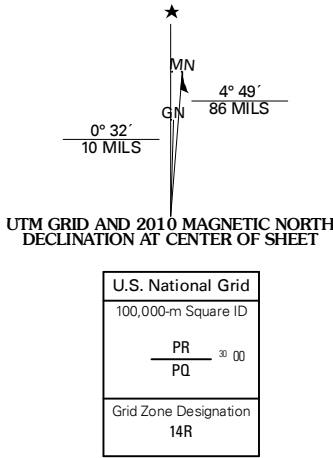 ★
MN
4° 49´
86 MILS
GN
0° 32´
10 MILS
UTM GRID AND 2010 MAGNETIC NORTH
DECLINATION AT CENTER OF SHEET
U.S. National Grid
100,000-m Square ID
PR
30 00
PQ
Grid Zone Designation
14R